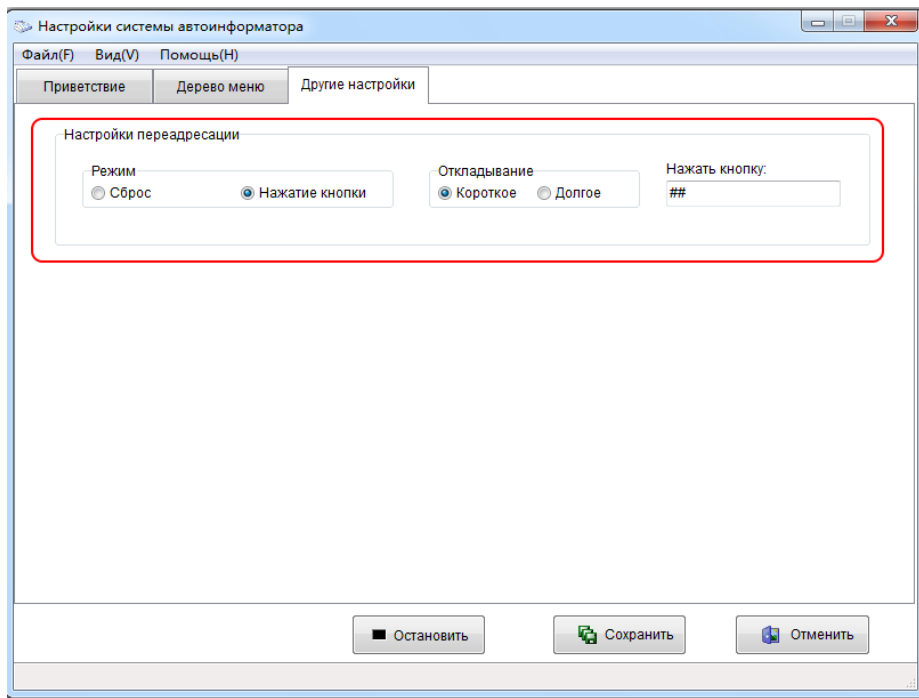 Настройки системы автоинформатора
Файл(F) Вид(V) Помощь(H)
Приветствие Дерево меню Другие настройки
Настройки переадресации
Режим Откладывание Нажать кнопку:
Сброс Нажатие кнопки Короткое Долгое ##
Остановить Сохранить Отменить